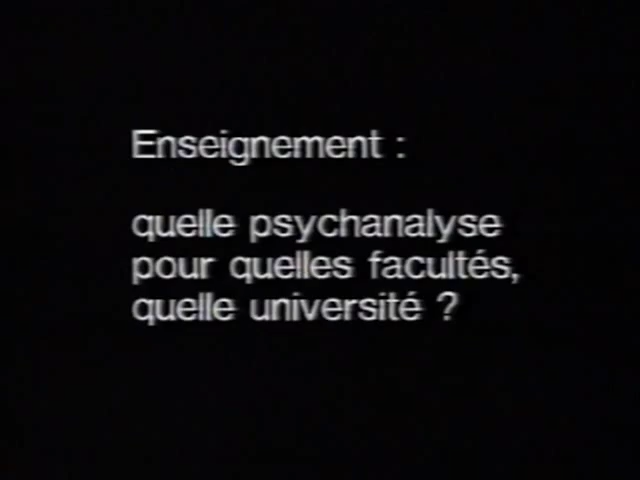 Enseignement :
quelle psychanalyse
pour quelles facultés,
quelle université ?